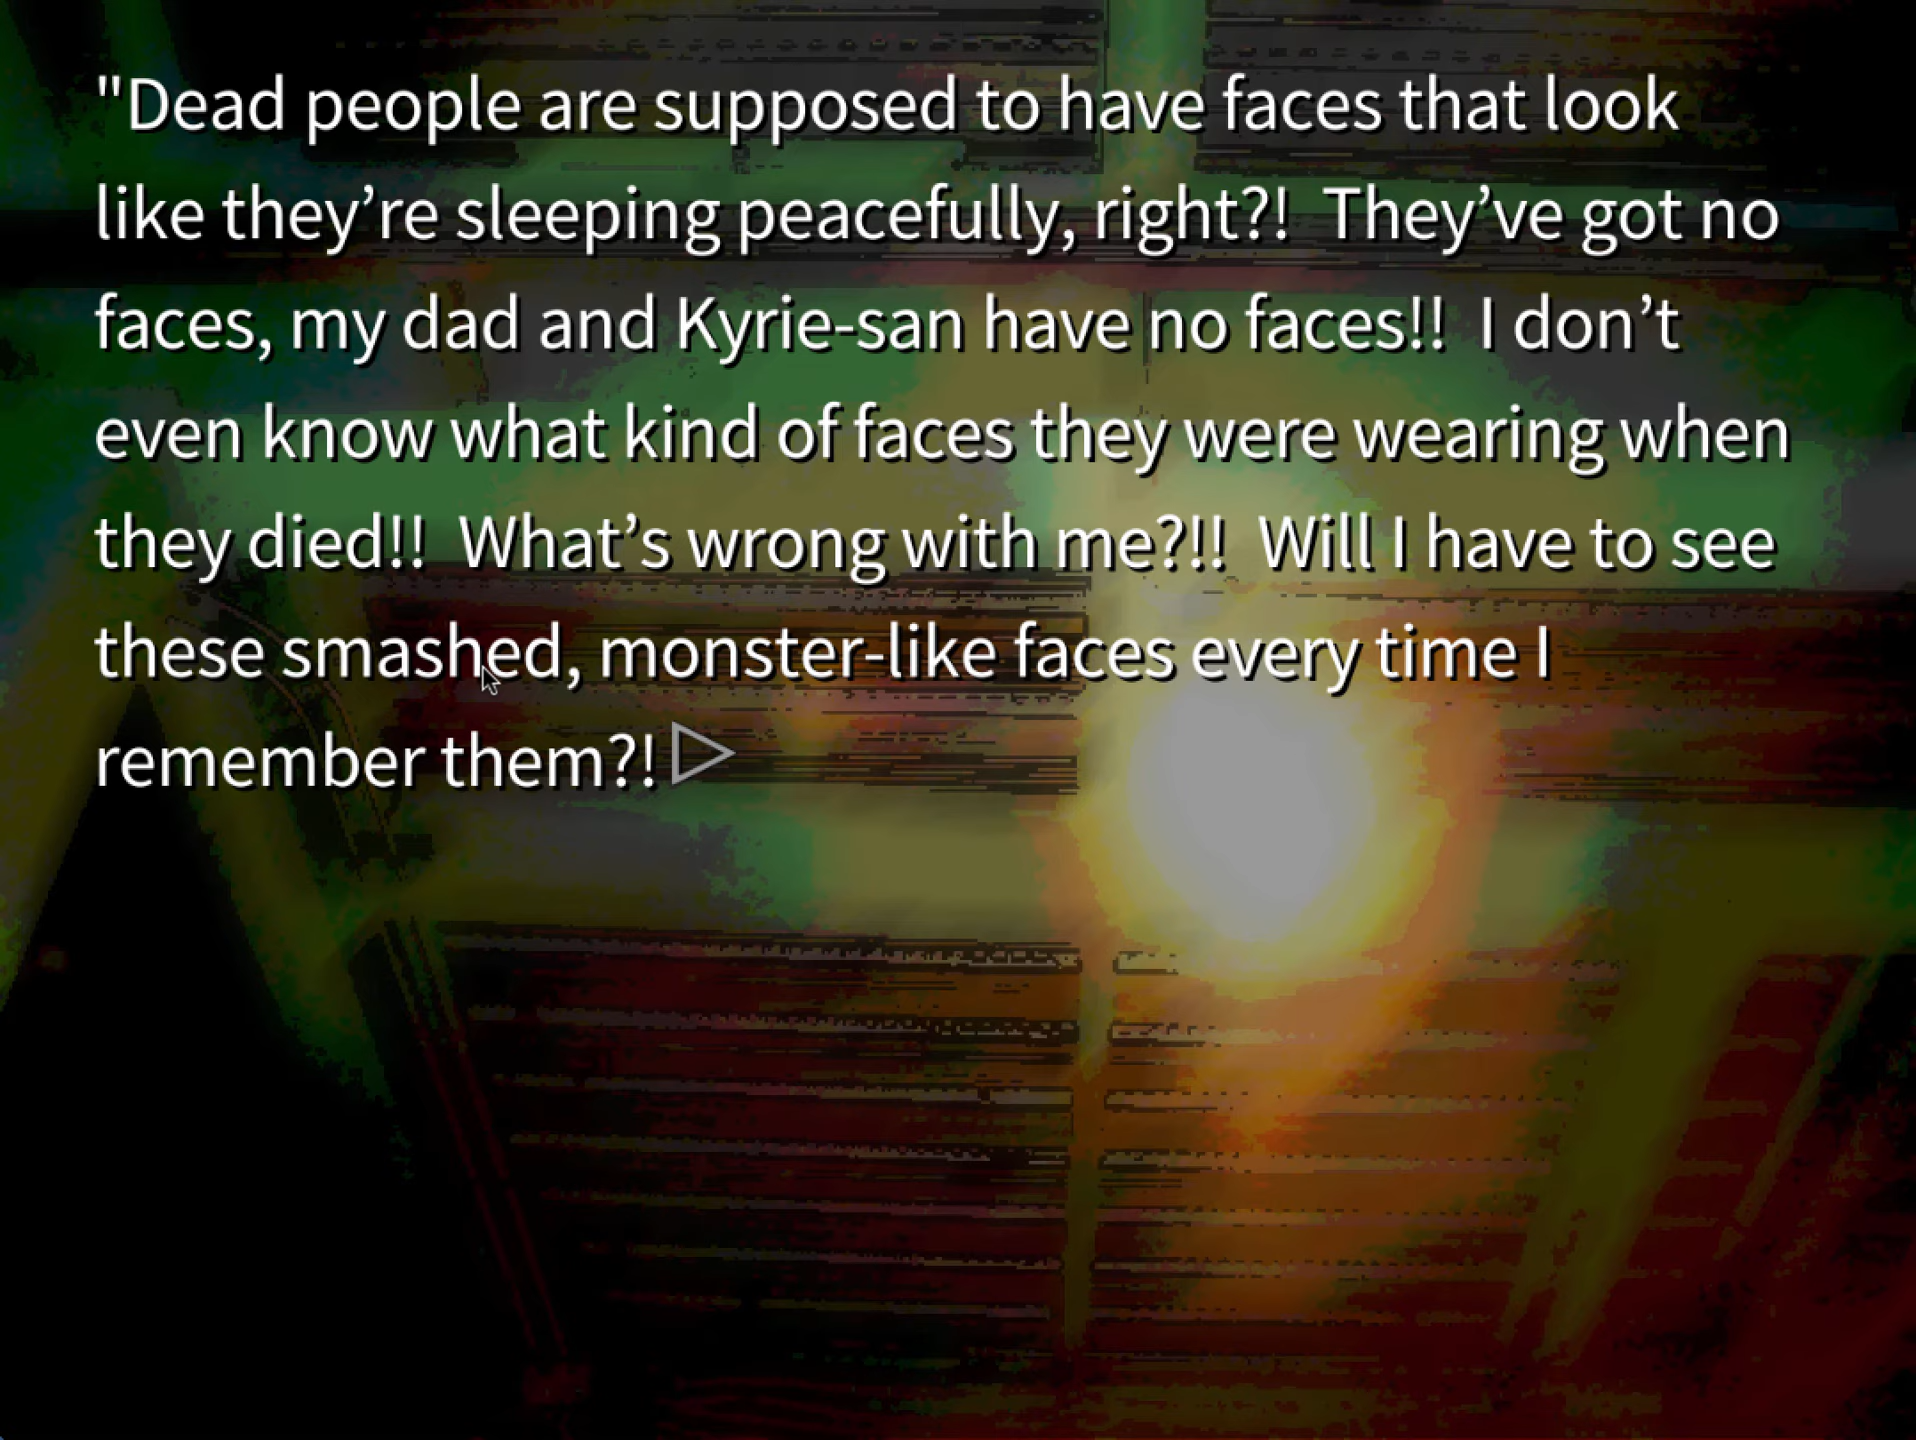 "Dead people are supposed to have faces that look
like they’re sleeping peacefully, right?!  They’ve got no
faces, my dad and Kyrie-san have no faces!!  I don’t
even know what kind of faces they were wearing when
they died!!  What’s wrong with me?!!  Will I have to see
these smashed, monster-like faces every time I
remember them?!